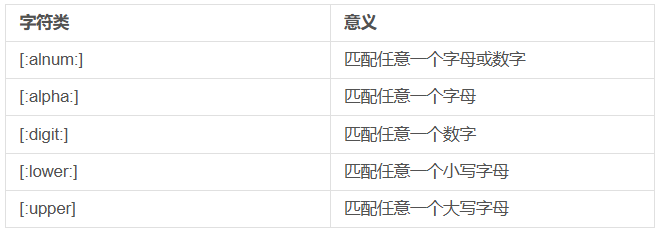 字符类 意义
[:alnum:] 匹配任意一个字母或数字
[:alpha:] 匹配任意一个字母
[:digit:] 匹配任意一个数字
[:lower:] 匹配任意一个小写字母
[:upper] 匹配任意一个大写字母